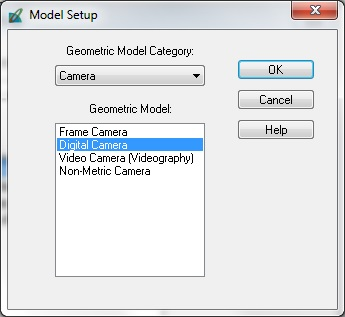 Model Setup
Geometric Model Category:
Camera
OK
Cancel
Geometric Model:
Help
Frame Camera
Digital Camera
Video Camera (Videography)
Non-Metric Camera